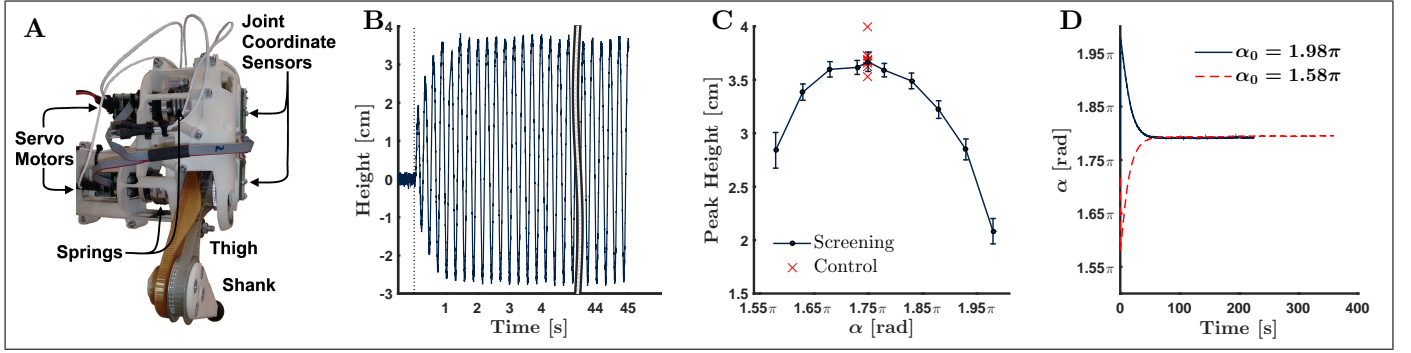 A
Joint
Coordinate
Sensors
Servo
Motors
Springs
Thigh
Shank
B
Height [cm]
4
3
2
1
0
-1
-2
-3
1 2 3 4 44 45
Time [s]
C
Peak Height [cm]
4
3.5
3
2.5
2
1.5
Screening
Control
1.55π 1.65π 1.75π 1.85π 1.95π
α [rad]
D
α [rad]
1.95π
1.85π
1.75π
1.65π
1.55π
α₀ = 1.98π
α₀ = 1.58π
0 100 200 300 400
Time [s]